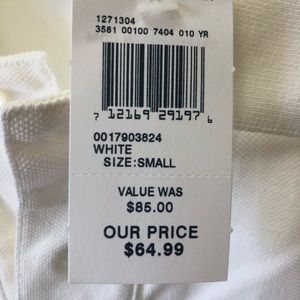 1271304
3581 00100 7404 010 YR
7 12169 29197 6
0017903824
WHITE
SIZE:SMALL
VALUE WAS
$85.00
OUR PRICE
$64.99